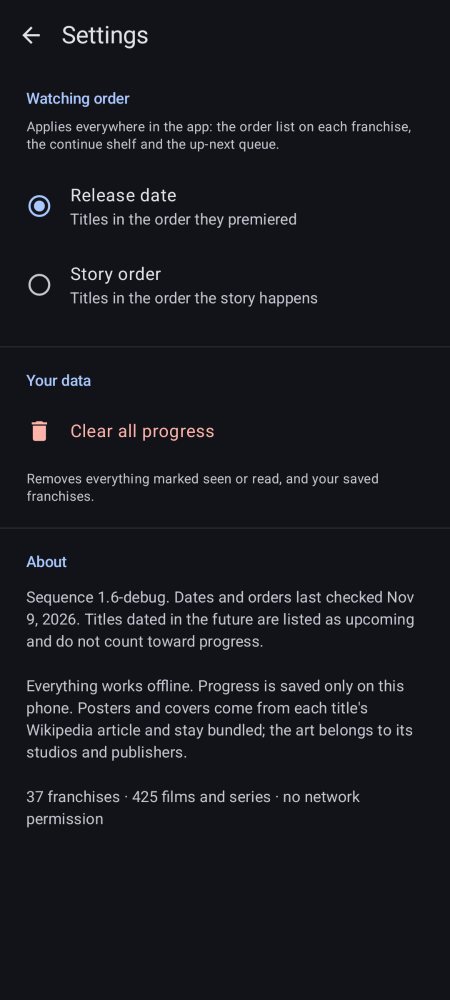 Settings
Watching order
Applies everywhere in the app: the order list on each franchise,
the continue shelf and the up-next queue.
Release date
Titles in the order they premiered
Story order
Titles in the order the story happens
Your data
Clear all progress
Removes everything marked seen or read, and your saved
franchises.
About
Sequence 1.6-debug. Dates and orders last checked Nov
9, 2026. Titles dated in the future are listed as upcoming
and do not count toward progress.
Everything works offline. Progress is saved only on this
phone. Posters and covers come from each title's
Wikipedia article and stay bundled; the art belongs to its
studios and publishers.
37 franchises · 425 films and series · no network
permission